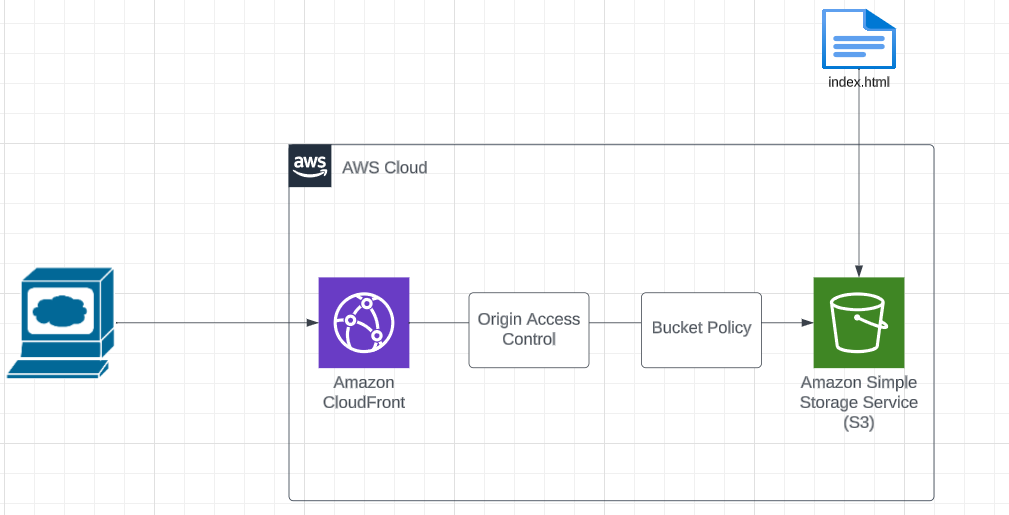 index.html
aws
AWS Cloud
Origin Access
Control
Bucket Policy
Amazon
CloudFront
Amazon Simple
Storage Service
(S3)